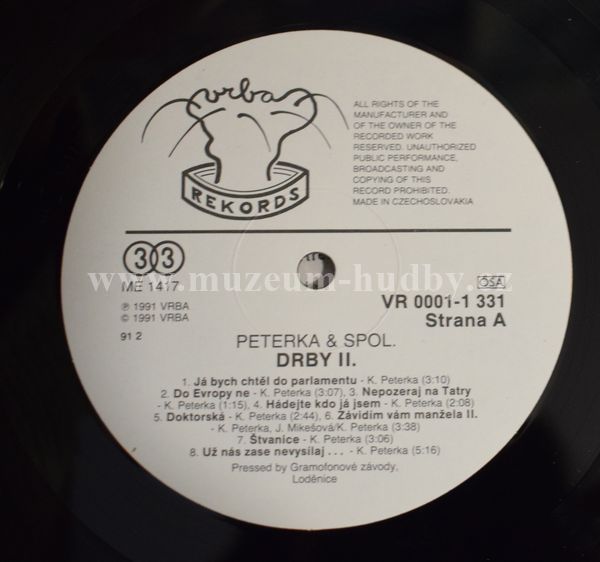 vrba
REKORDS
ALL RIGHTS OF THE
MANUFACTURER AND
OF THE OWNER OF THE
RECORDED WORK
RESERVED. UNAUTHORIZED
PUBLIC PERFORMANCE,
BROADCASTING AND
COPYING OF THIS
RECORD PROHIBITED.
MADE IN CZECHOSLOVAKIA
33
ME 1417
www.muzeum-hudby.cz
OSA
℗ 1991 VRBA
© 1991 VRBA
VR 0001-1 331
Strana A
91 2
PETERKA & SPOL.
DRBY II.
1. Já bych chtěl do parlamentu - K. Peterka (3:10)
2. Do Evropy ne - K. Peterka (3:07), 3. Nepozeraj na Tatry
- K. Peterka (1:15), 4. Hádejte kdo já jsem - K. Peterka (2:08)
5. Doktorská - K. Peterka (2:44), 6. Závidím vám manžela II.
- K. Peterka, J. Mikešová/K. Peterka (3:38)
7. Štvanice - K. Peterka (3:06)
8. Už nás zase nevysílaj ... - K. Peterka (5:16)
Pressed by Gramofonové závody,
Loděnice